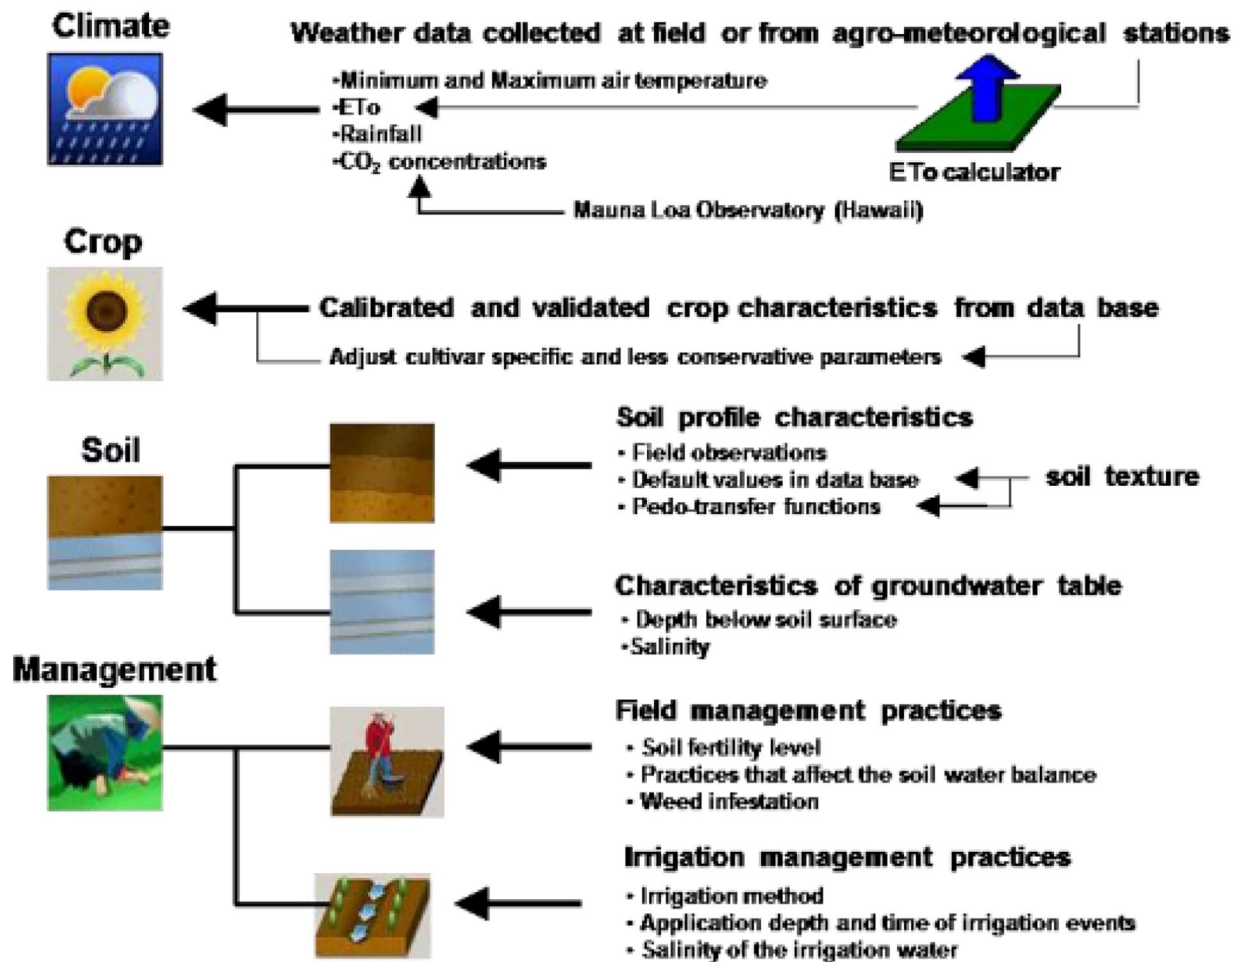 Climate
Weather data collected at field or from agro-meteorological stations
•Minimum and Maximum air temperature
•ETo
•Rainfall
•CO₂ concentrations
ETo calculator
Mauna Loa Observatory (Hawaii)
Crop
Calibrated and validated crop characteristics from data base
Adjust cultivar specific and less conservative parameters
Soil
Soil profile characteristics
• Field observations
• Default values in data base
• Pedo-transfer functions
soil texture
Characteristics of groundwater table
• Depth below soil surface
•Salinity
Management
Field management practices
• Soil fertility level
• Practices that affect the soil water balance
• Weed infestation
Irrigation management practices
• Irrigation method
• Application depth and time of irrigation events
• Salinity of the irrigation water